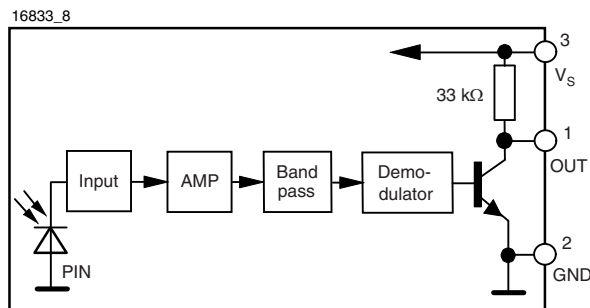 16833_8
3
VS
33 kΩ
1
OUT
Input
AMP
Band
pass
Demo-
dulator
2
GND
PIN